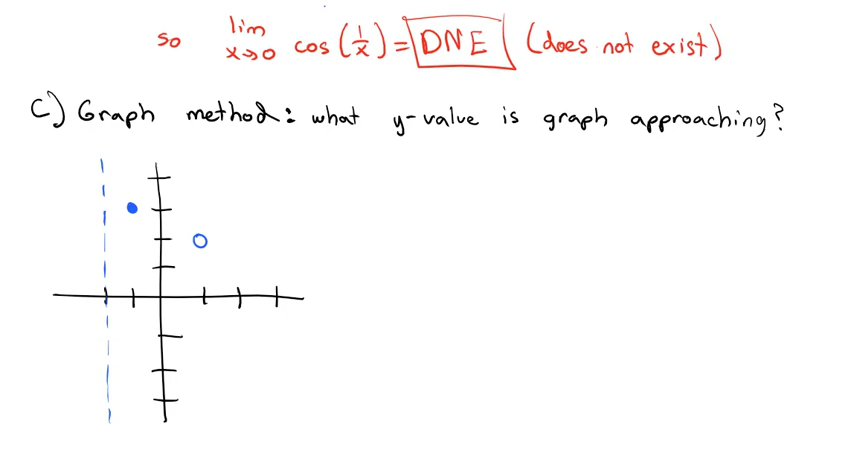 so lim x→0 cos(1/x) = DNE (does not exist)
C) Graph method: what y-value is graph approaching?